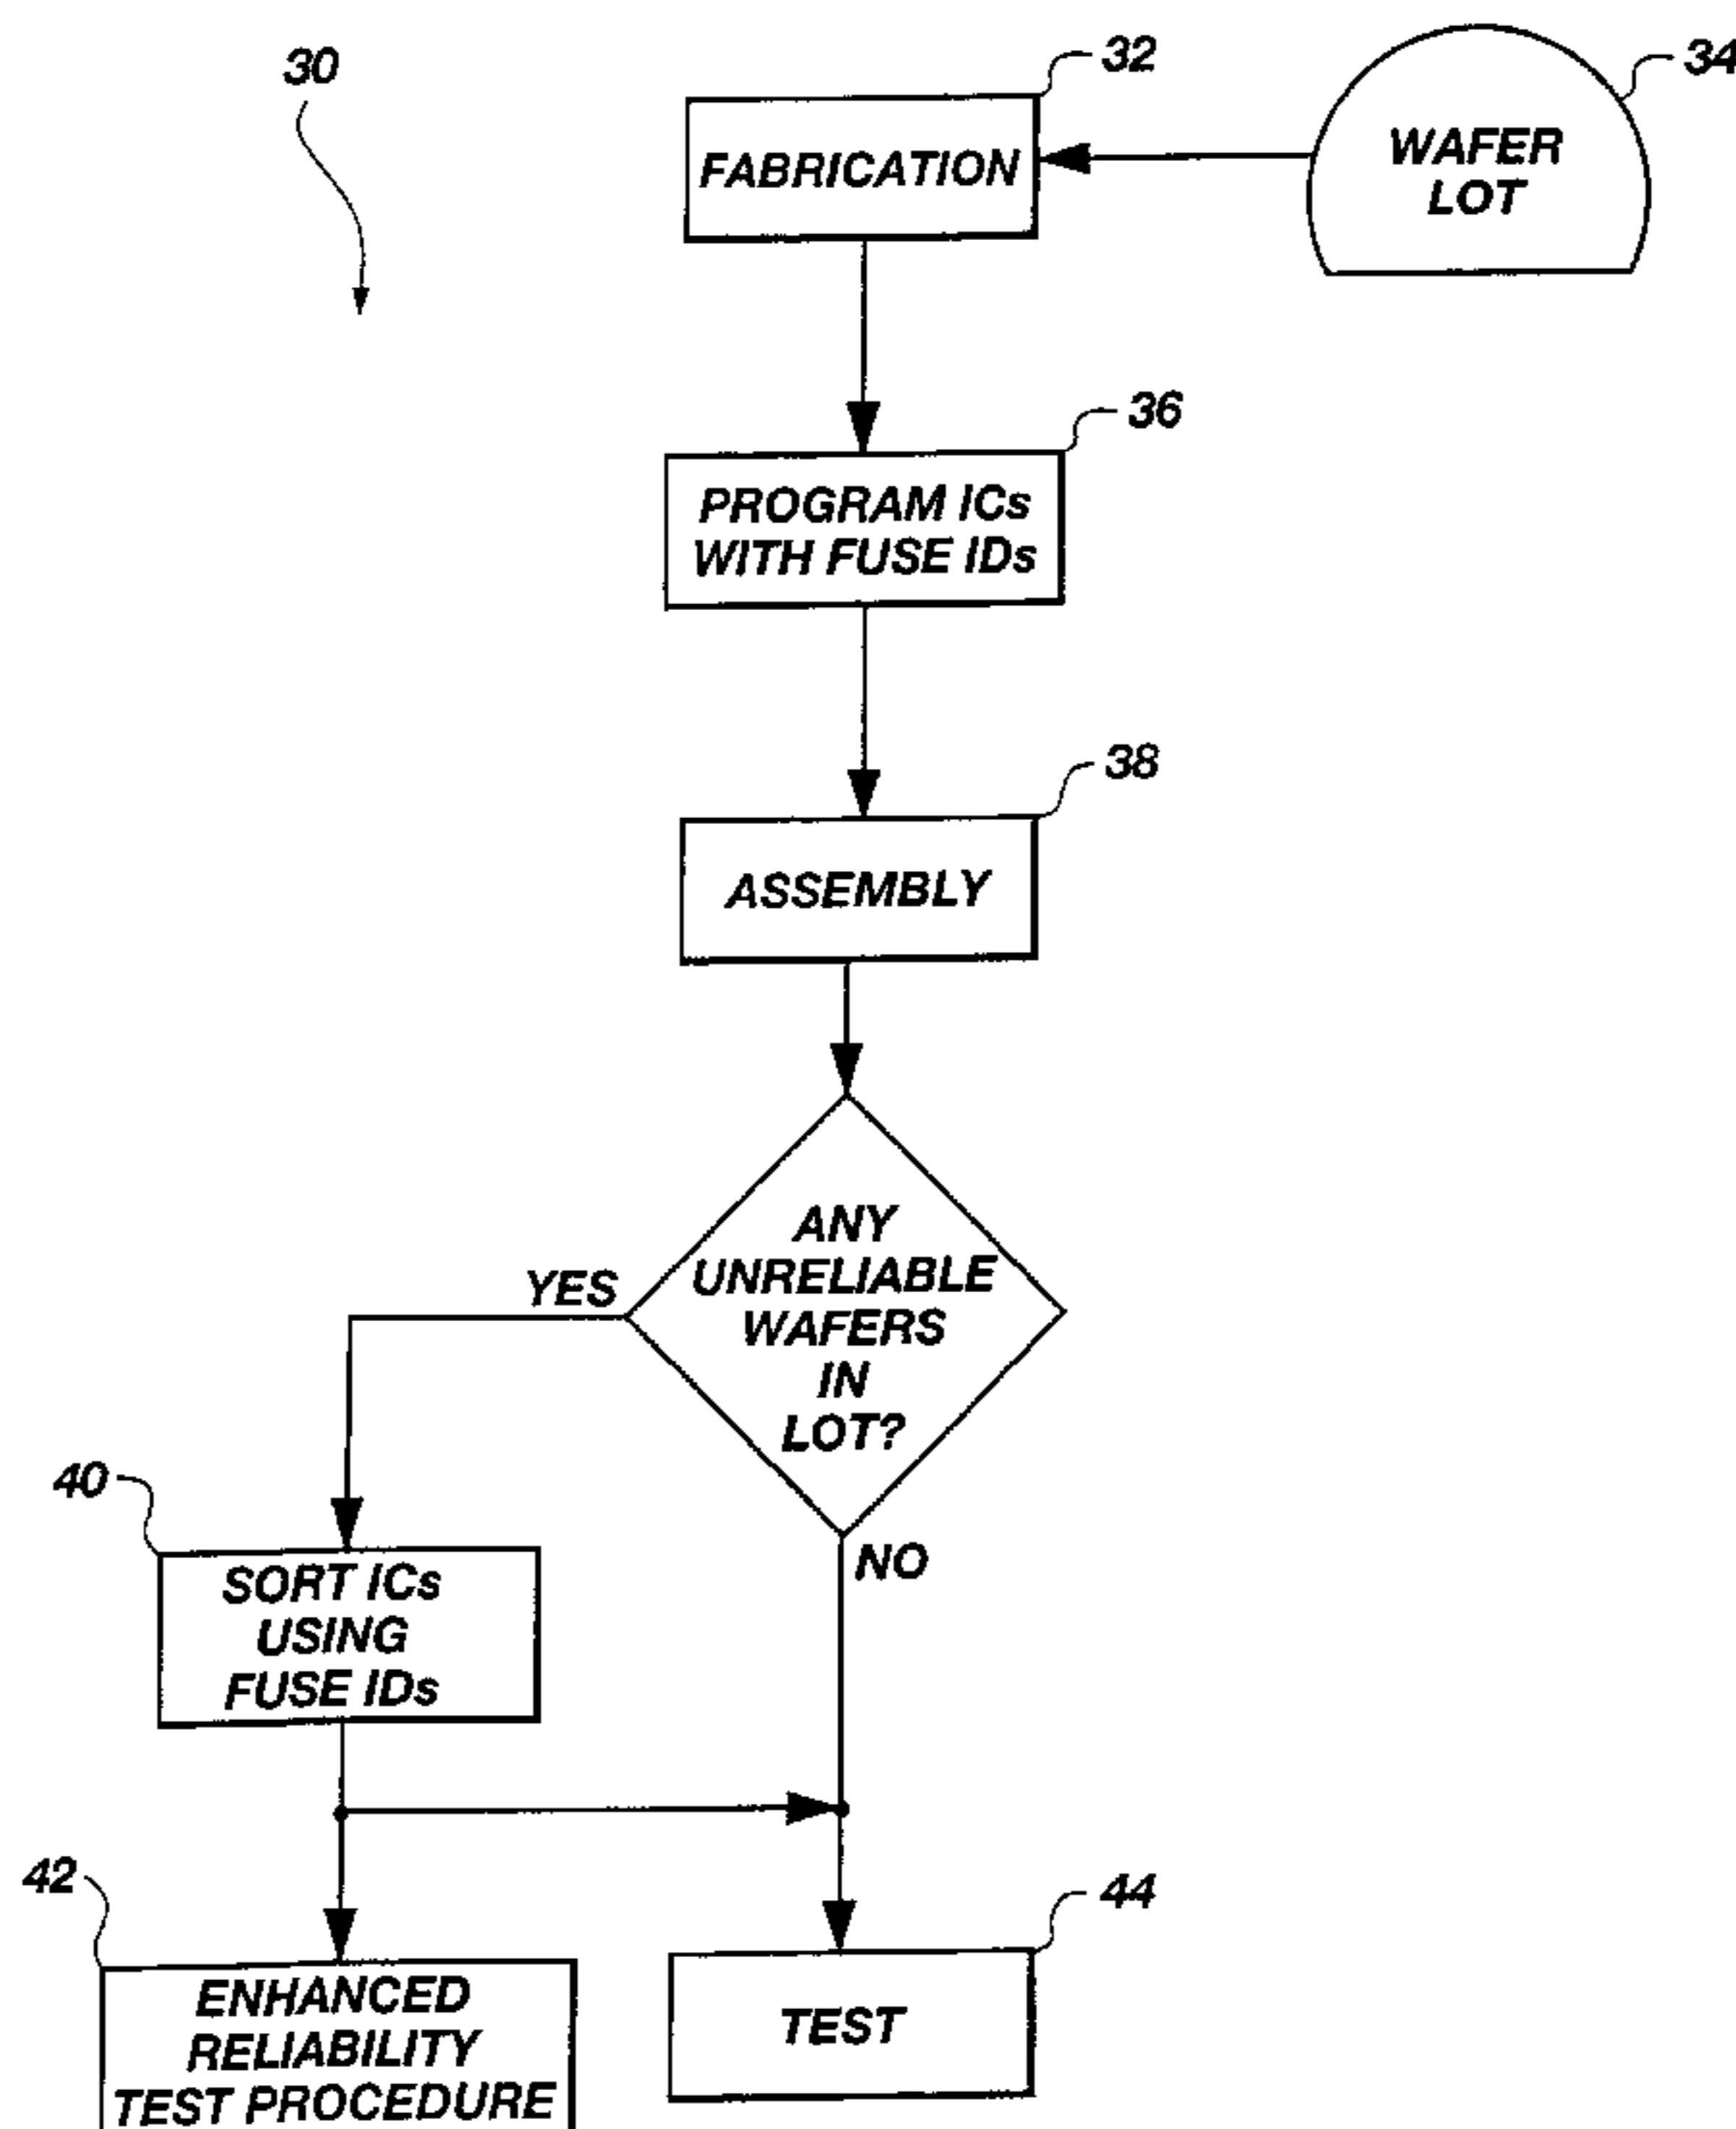 30
32
34
FABRICATION
WAFER
LOT
36
PROGRAM ICs
WITH FUSE IDs
38
ASSEMBLY
ANY
UNRELIABLE
WAFERS
IN
LOT?
YES
NO
40
SORT ICs
USING
FUSE IDs
42
44
ENHANCED
RELIABILITY
TEST PROCEDURE
TEST